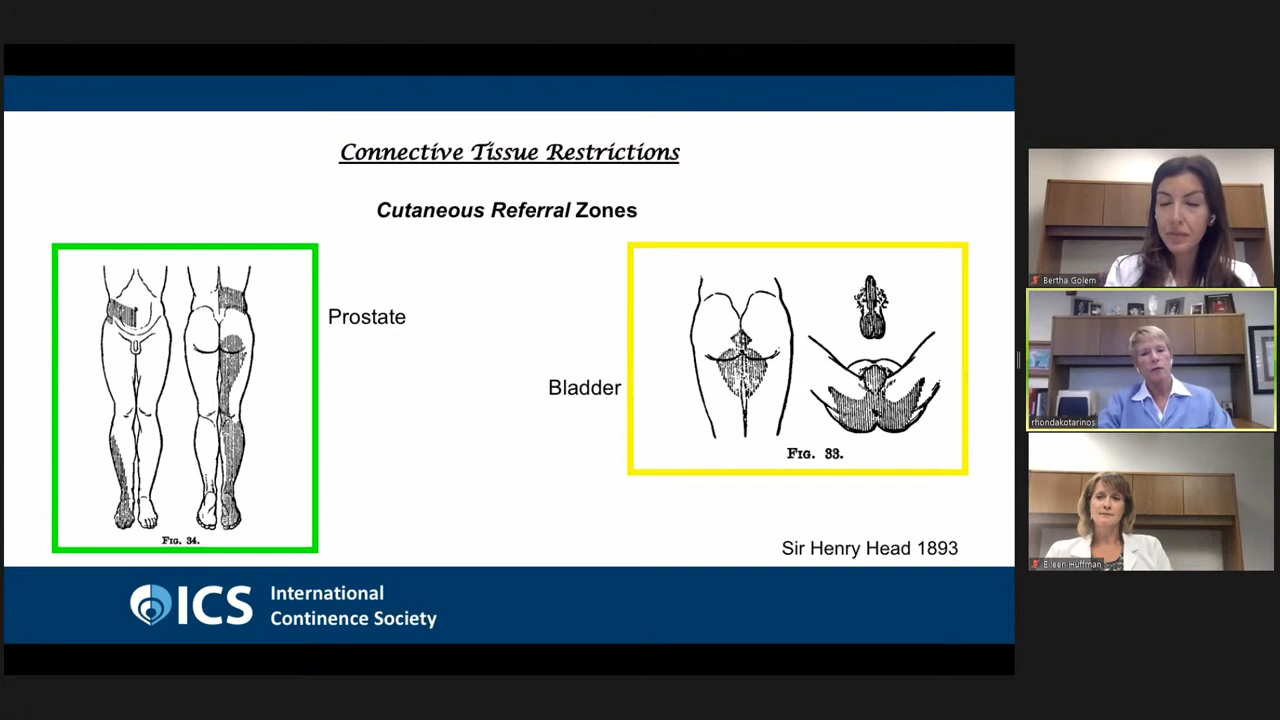 Connective Tissue Restrictions
Cutaneous Referral Zones
Prostate
Bladder
FIG. 34.
FIG. 33.
Sir Henry Head 1893
ICS
International
Continence Society
Bertha Golem
rhondakotarinos
Eileen Huffman